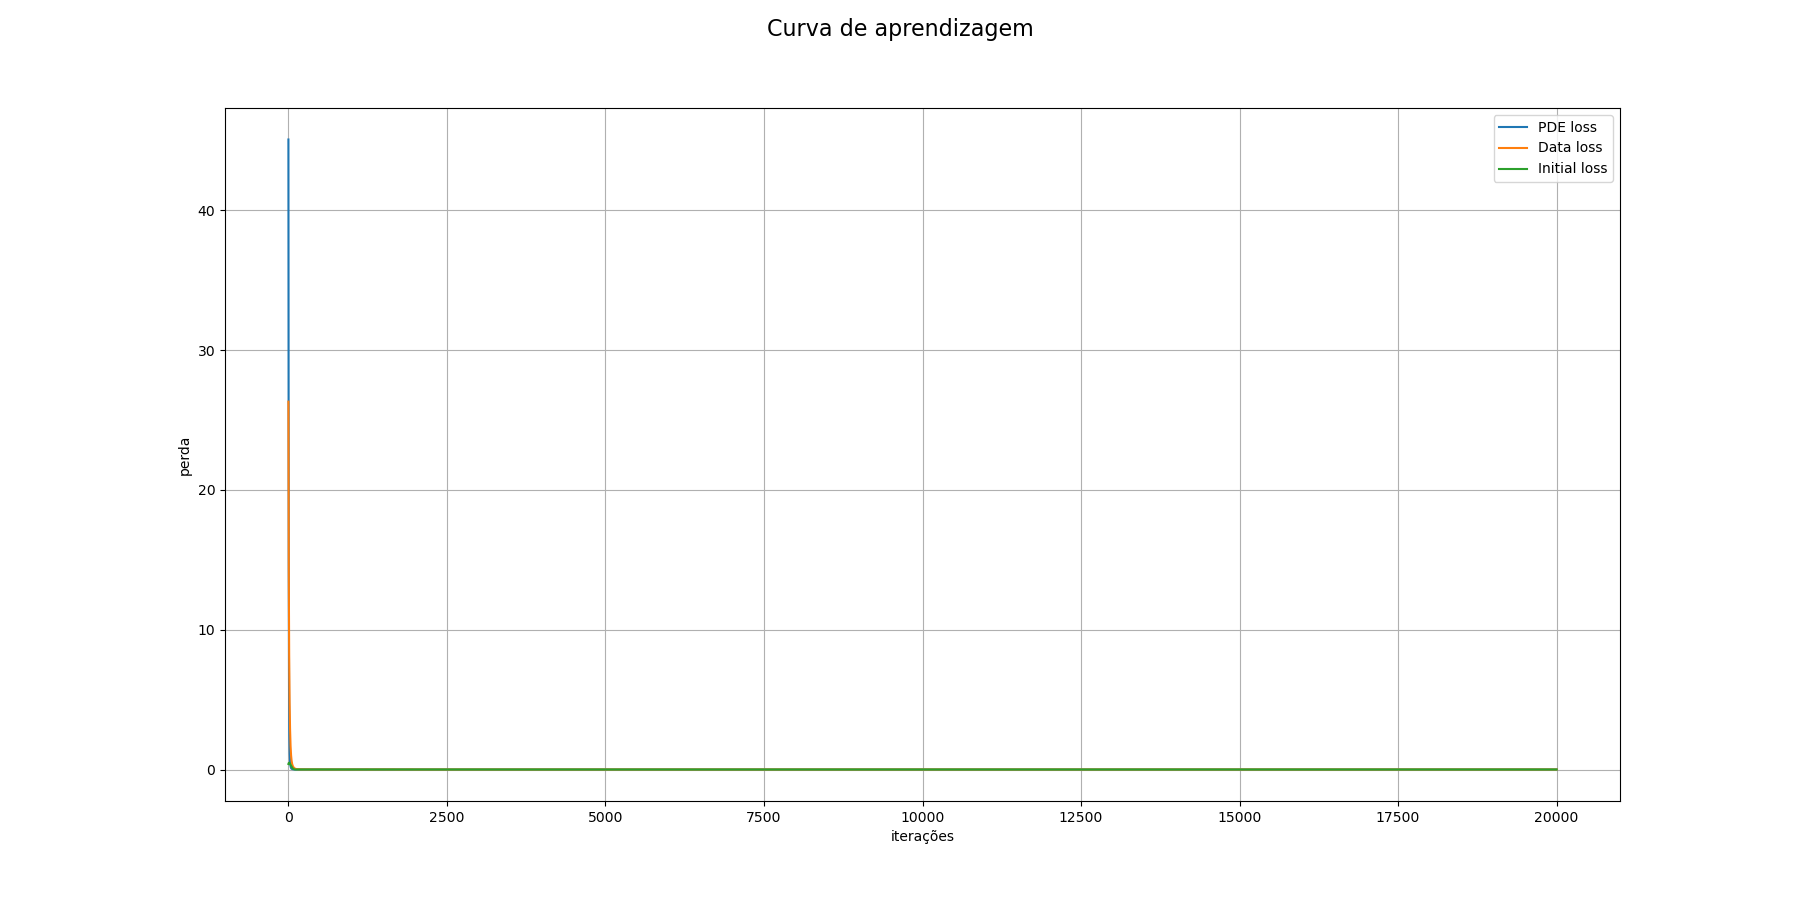 Curva de aprendizagem
PDE loss
Data loss
Initial loss
40
30
20
10
0
perda
0 2500 5000 7500 10000 12500 15000 17500 20000
iterações